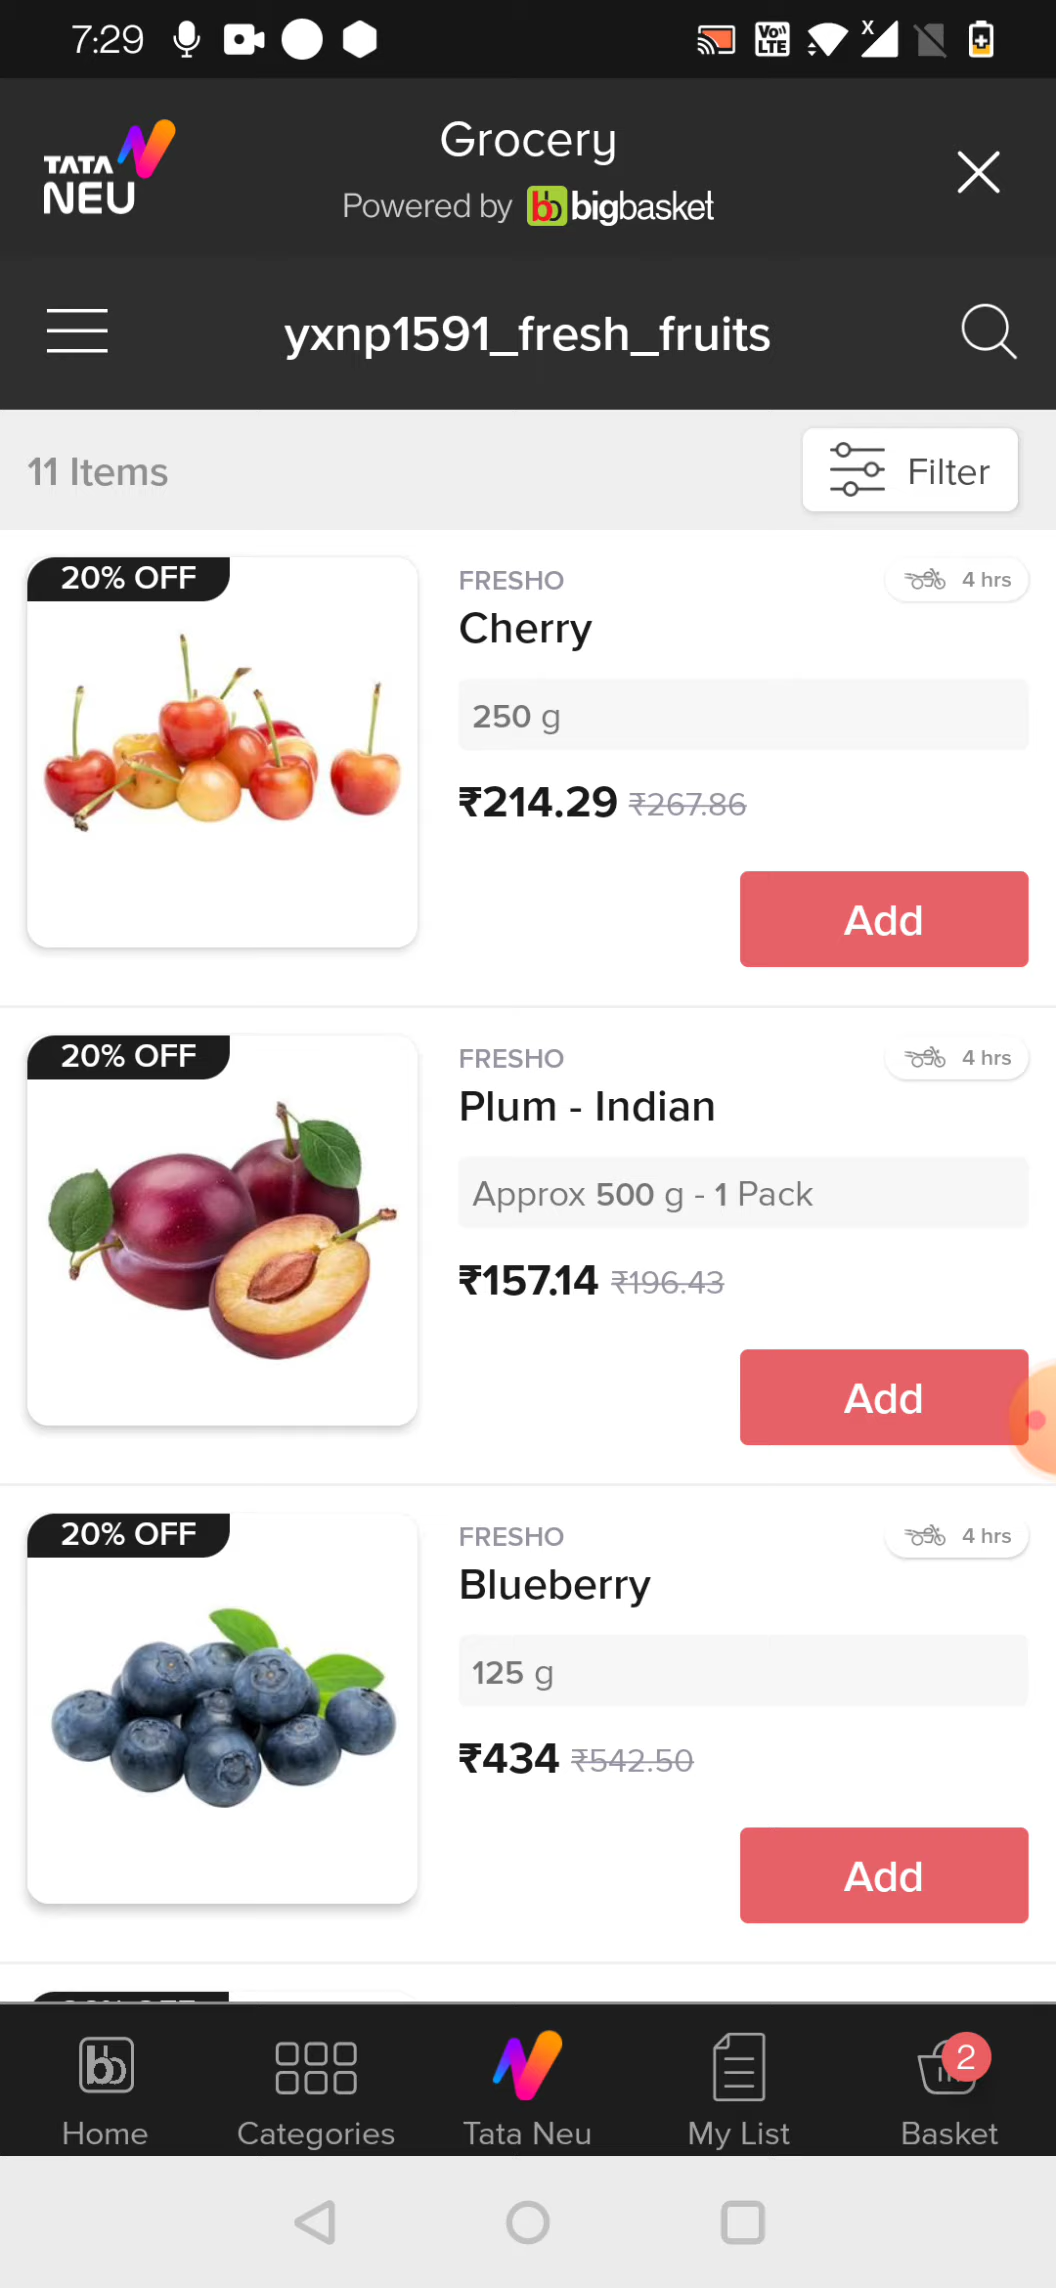 7:29
VoLTE
X
TATA NEU
Grocery
Powered by bb bigbasket
yxnp1591_fresh_fruits
11 Items
Filter
20% OFF
FRESHO
4 hrs
Cherry
250 g
₹214.29 ₹267.86
Add
20% OFF
FRESHO
4 hrs
Plum - Indian
Approx 500 g - 1 Pack
₹157.14 ₹196.43
Add
20% OFF
FRESHO
4 hrs
Blueberry
125 g
₹434 ₹542.50
Add
bb
2
Home
Categories
Tata Neu
My List
Basket